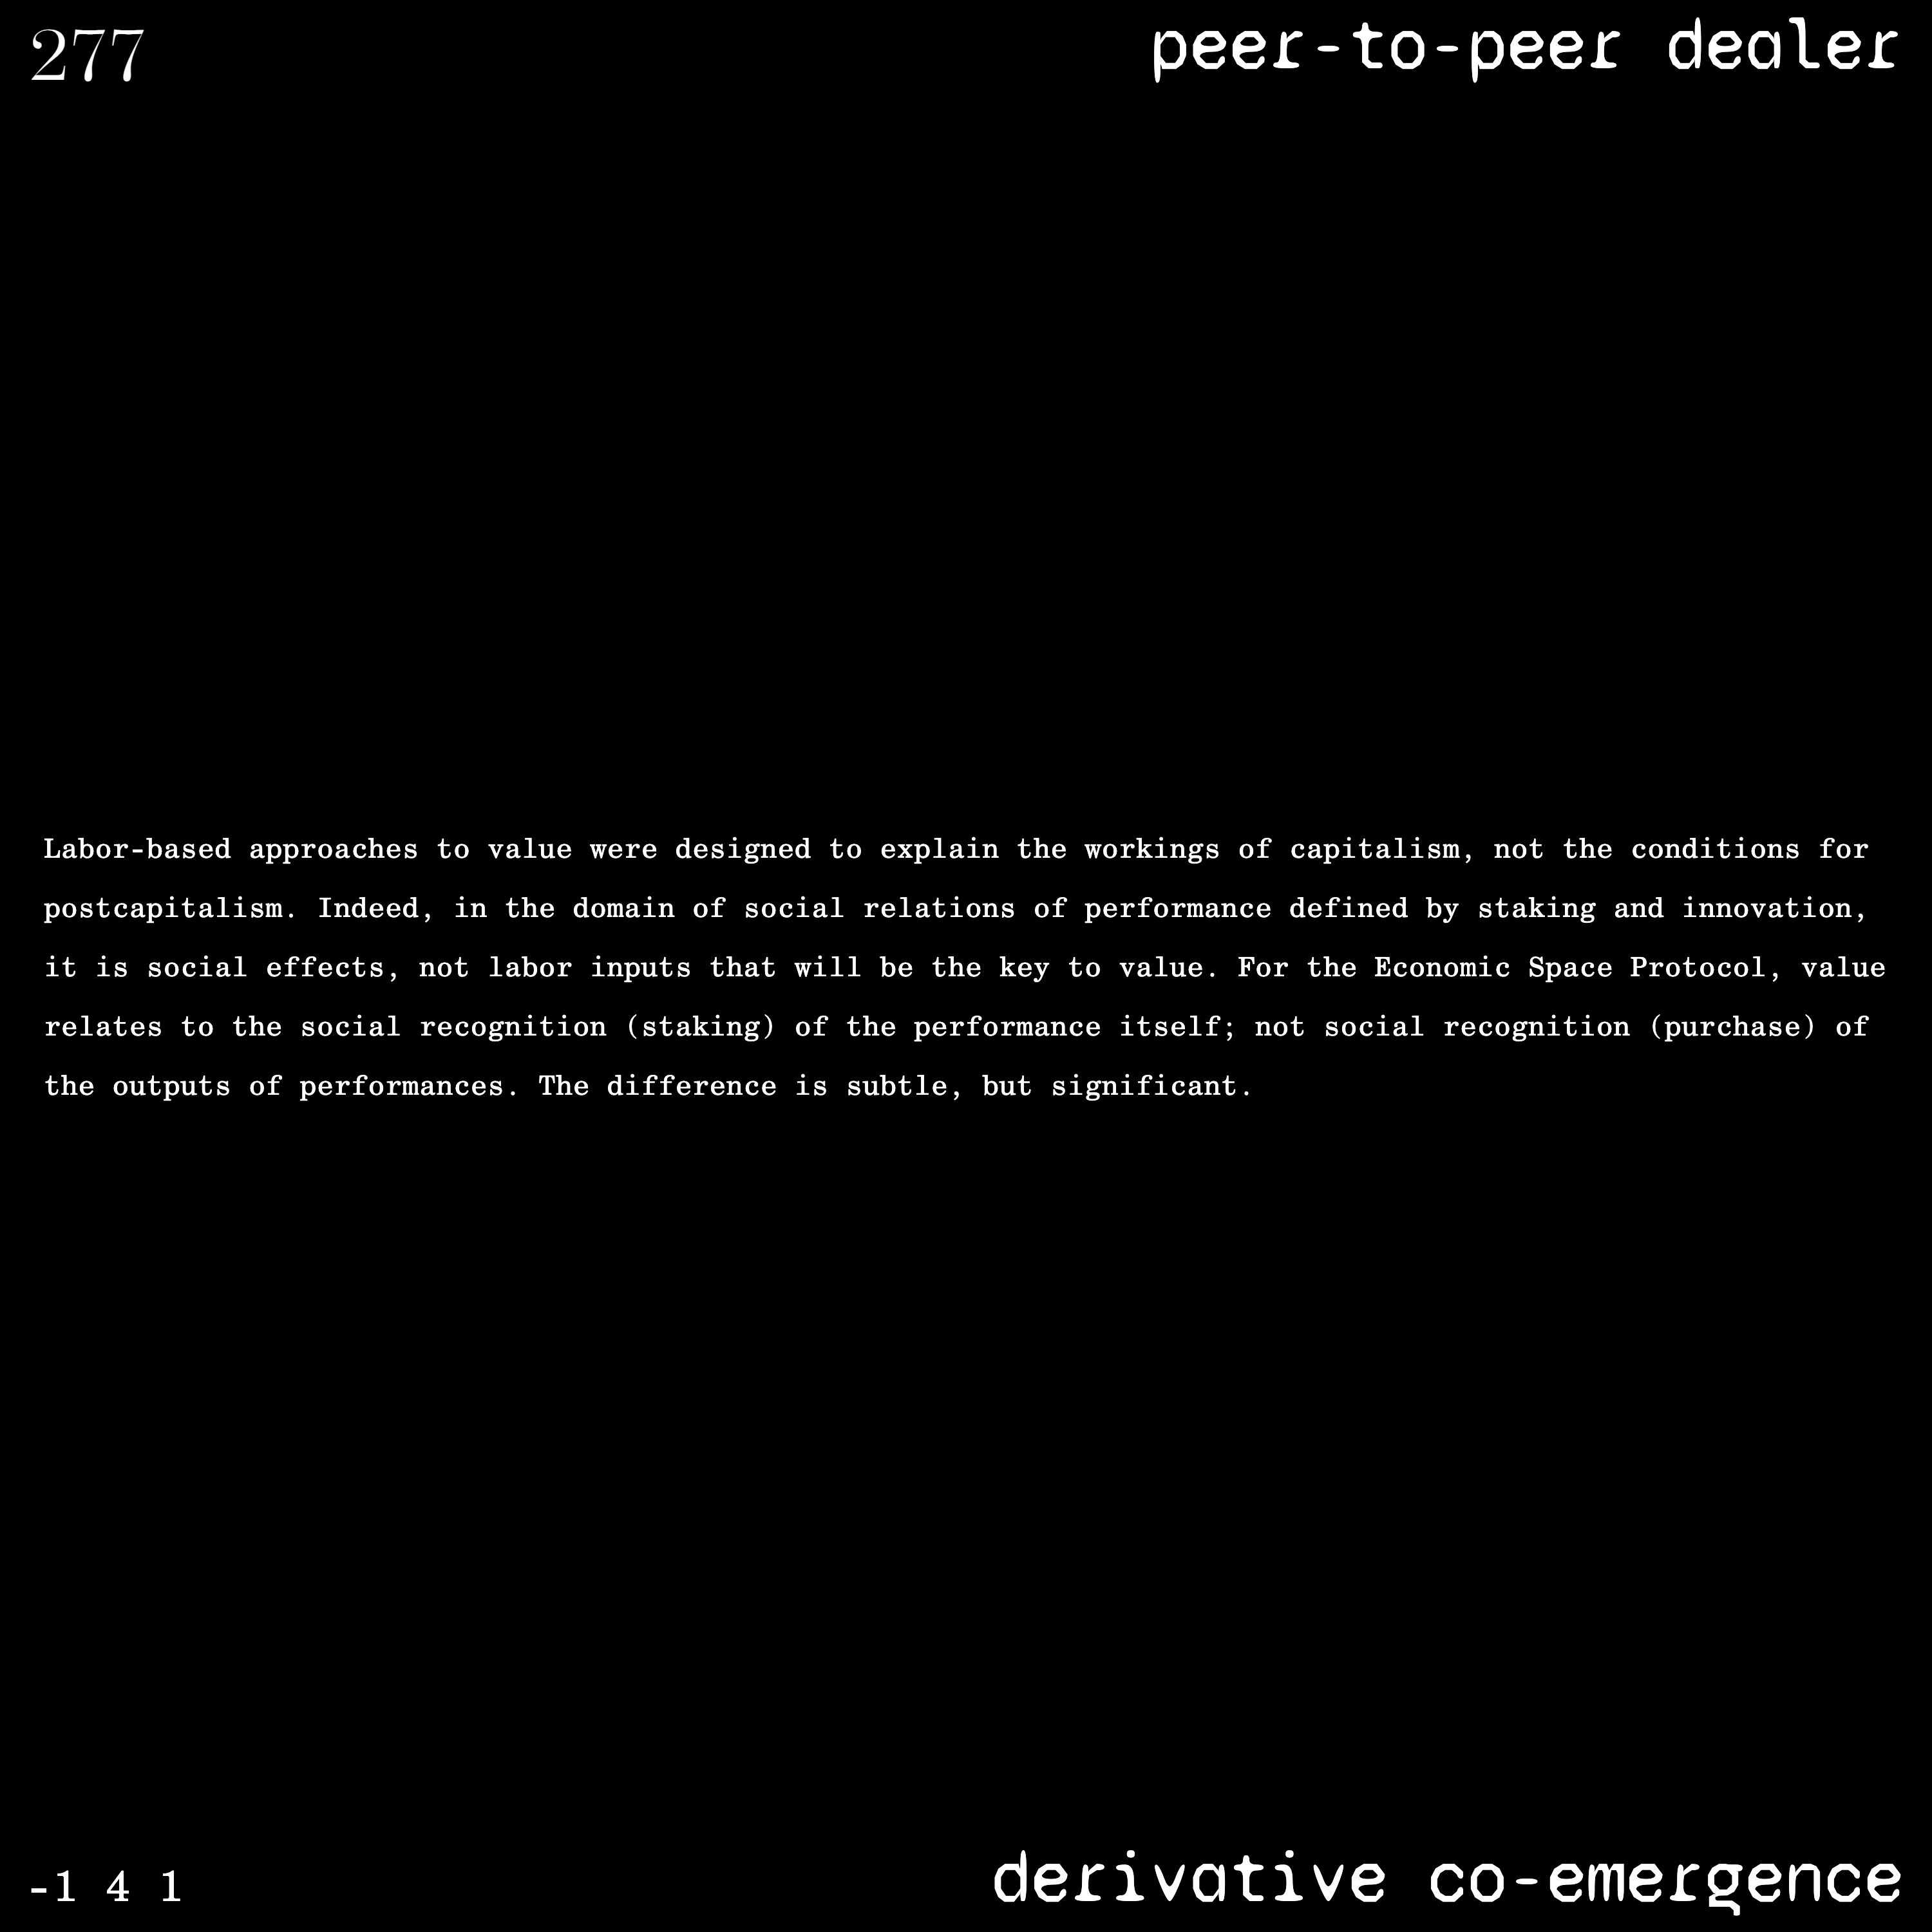 277
peer-to-peer dealer
Labor-based approaches to value were designed to explain the workings of capitalism, not the conditions for
postcapitalism. Indeed, in the domain of social relations of performance defined by staking and innovation,
it is social effects, not labor inputs that will be the key to value. For the Economic Space Protocol, value
relates to the social recognition (staking) of the performance itself; not social recognition (purchase) of
the outputs of performances. The difference is subtle, but significant.
-1 4 1
derivative co-emergence